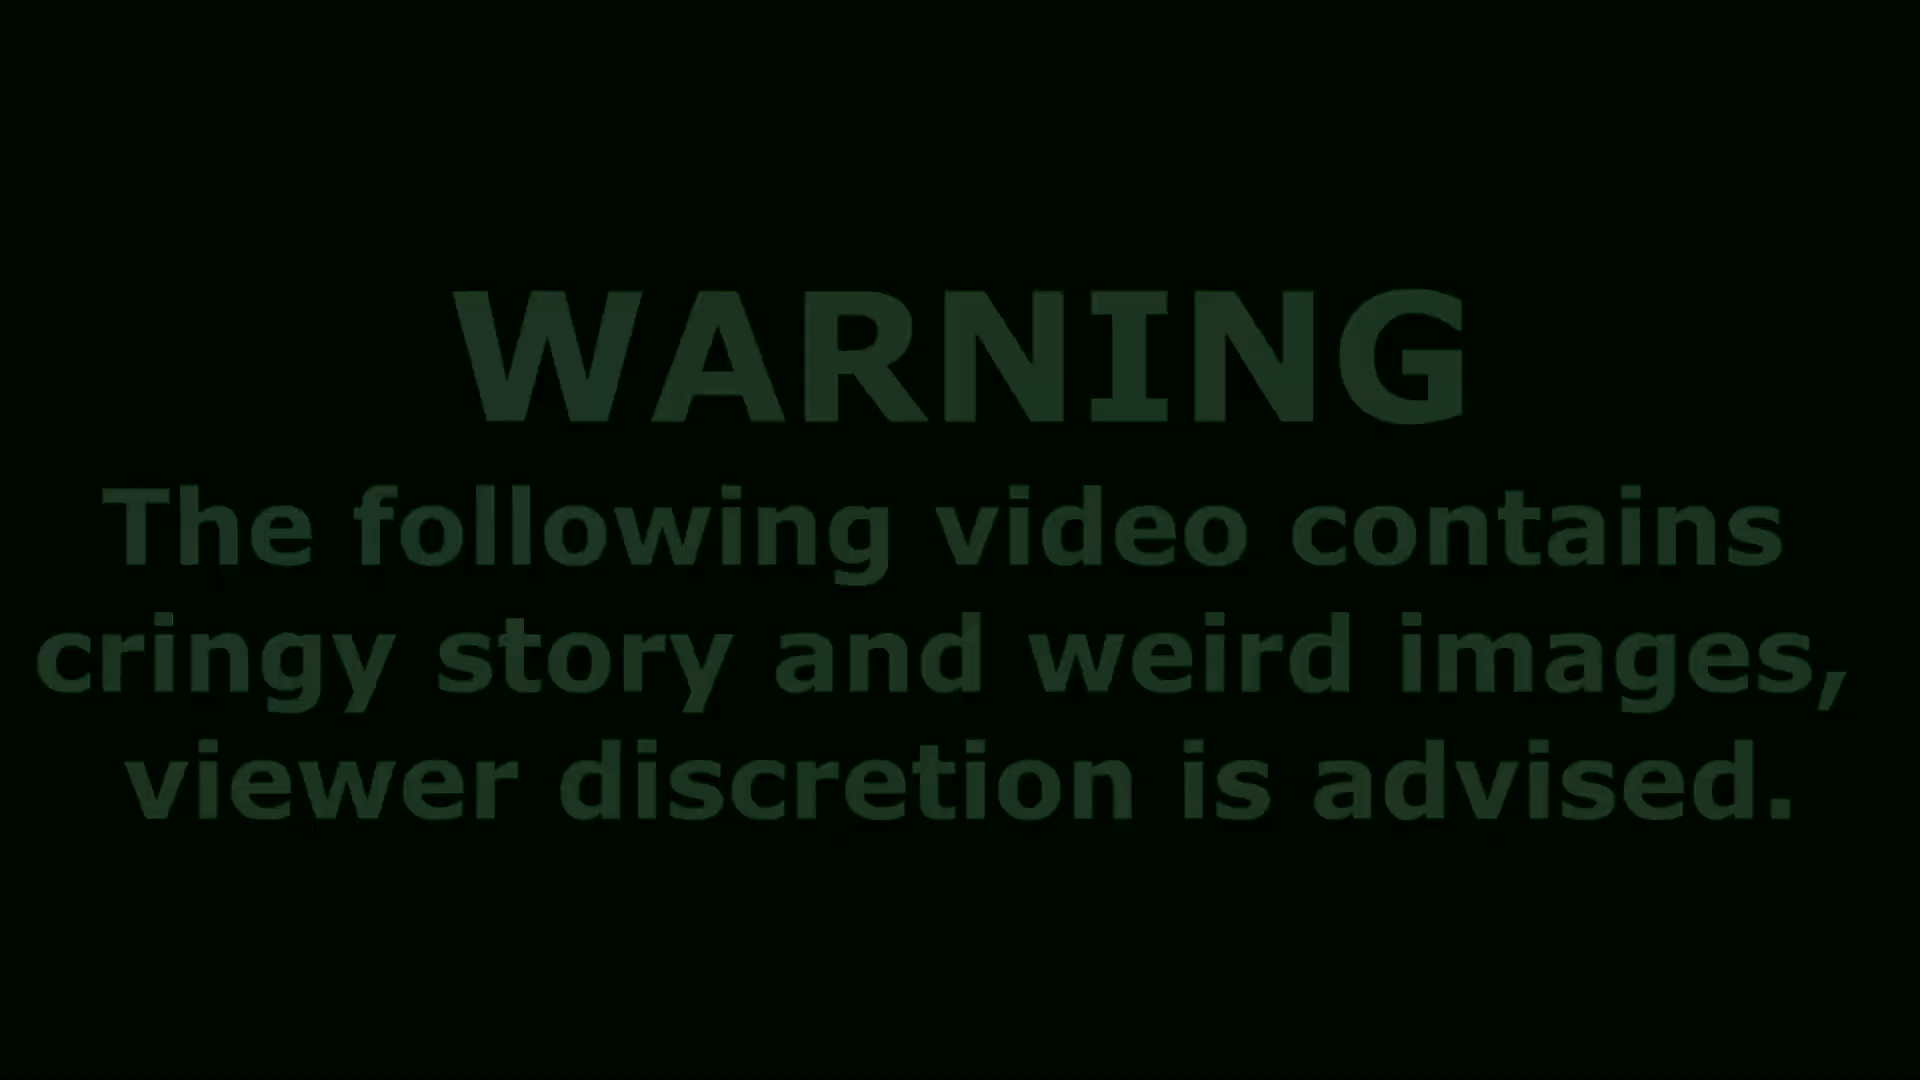 WARNING
The following video contains
cringy story and weird images,
viewer discretion is advised.